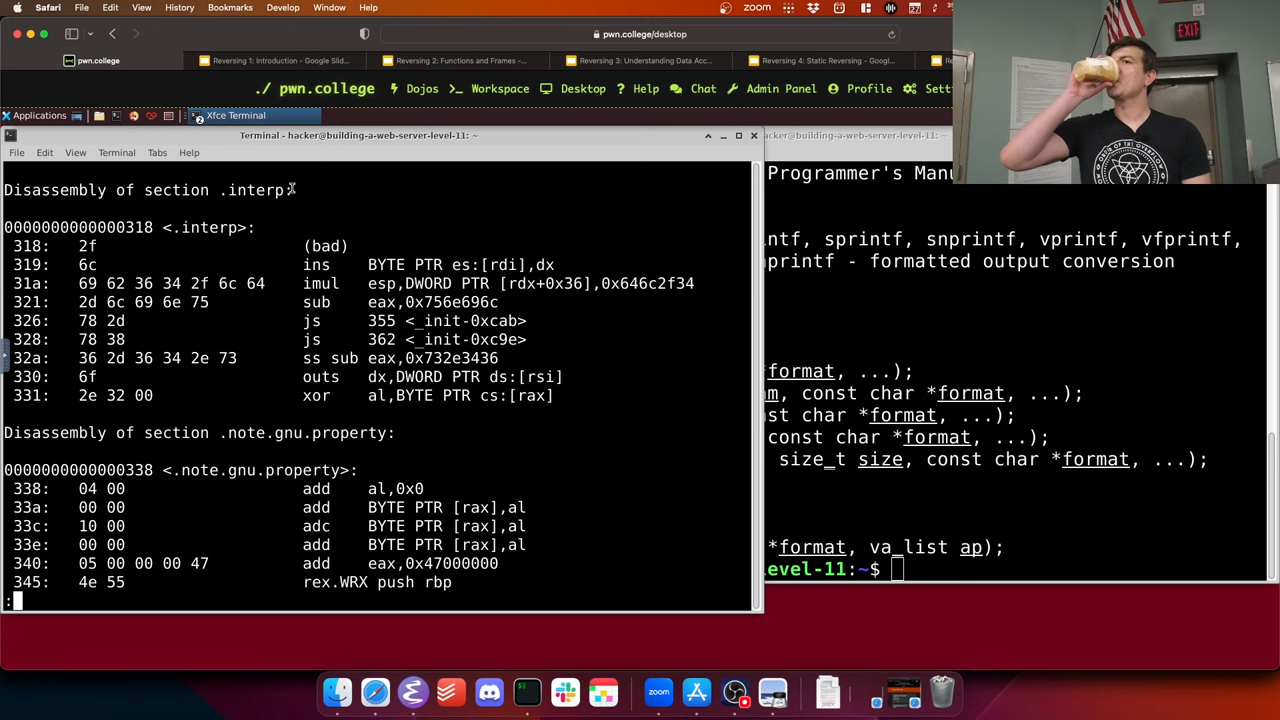 Safari File Edit View History Bookmarks Develop Window Help
zoom
pwn.college/desktop
pwn.college
Reversing 1: Introduction - Google Slid...
Reversing 2: Functions and Frames -...
Reversing 3: Understanding Data Acc...
Reversing 4: Static Reversing - Googl...
./ pwn.college Dojos Workspace Desktop Help Chat Admin Panel Profile Setti
EXIT
Applications Xfce Terminal
Terminal - hacker@building-a-web-server-level-11: ~
hacker@building-a-web-server-level-11: ~
File Edit View Terminal Tabs Help
Disassembly of section .interp:
0000000000000318 <.interp>:
318: 2f (bad)
319: 6c ins BYTE PTR es:[rdi],dx
31a: 69 62 36 34 2f 6c 64 imul esp,DWORD PTR [rdx+0x36],0x646c2f34
321: 2d 6c 69 6e 75 sub eax,0x756e696c
326: 78 2d js 355 <_init-0xcab>
328: 78 38 js 362 <_init-0xc9e>
32a: 36 2d 36 34 2e 73 ss sub eax,0x732e3436
330: 6f outs dx,DWORD PTR ds:[rsi]
331: 2e 32 00 xor al,BYTE PTR cs:[rax]
Disassembly of section .note.gnu.property:
0000000000000338 <.note.gnu.property>:
338: 04 00 add al,0x0
33a: 00 00 add BYTE PTR [rax],al
33c: 10 00 adc BYTE PTR [rax],al
33e: 00 00 add BYTE PTR [rax],al
340: 05 00 00 00 47 add eax,0x47000000
345: 4e 55 rex.WRX push rbp
:
Programmer's Manu
intf, sprintf, snprintf, vprintf, vfprintf,
nprintf - formatted output conversion
*format, ...);
am, const char *format, ...);
st char *format, ...);
const char *format, ...);
size_t size, const char *format, ...);
*format, va_list ap);
evel-11:~$
zoom